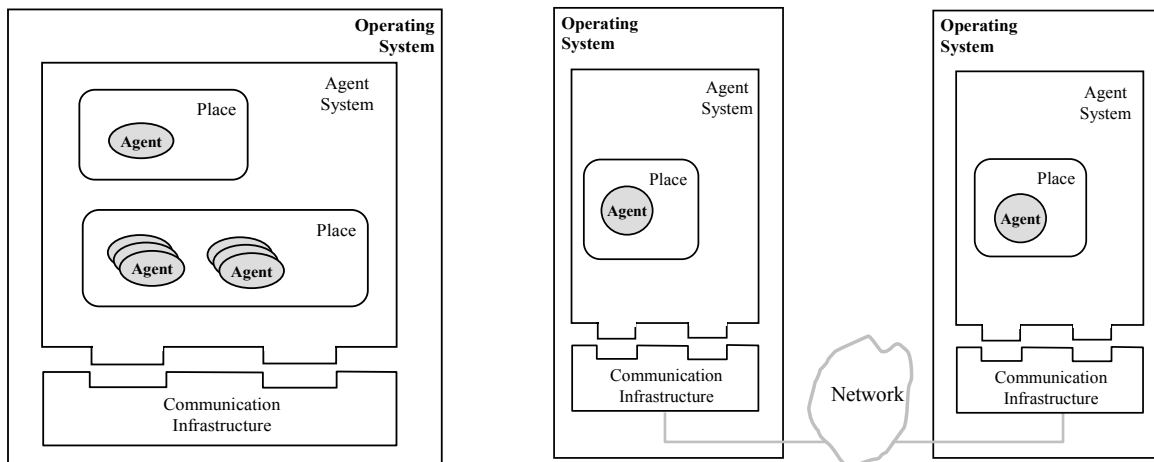 Operating
System
Agent
System
Place
Agent
Place
Agent
Agent
Communication
Infrastructure
Operating
System
Agent
System
Place
Agent
Communication
Infrastructure
Network
Operating
System
Agent
System
Place
Agent
Communication
Infrastructure